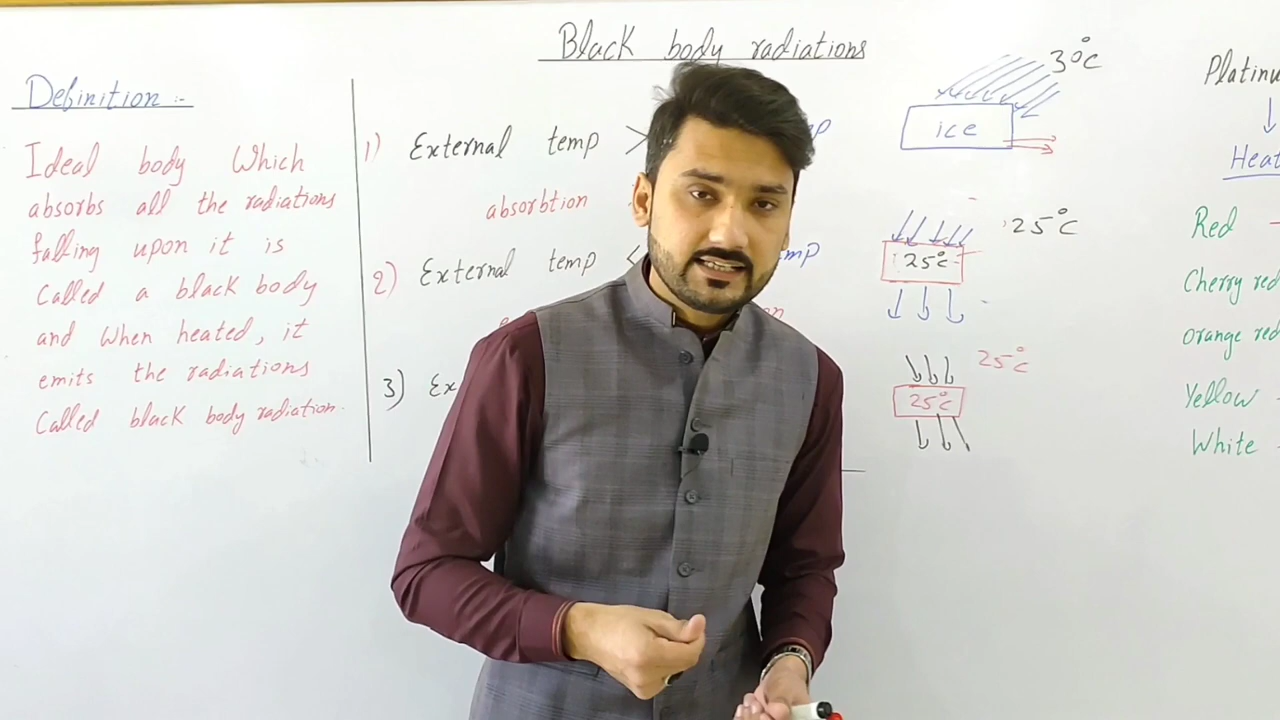 Black body radiations
Definition :-
Ideal body Which
absorbs all the radiations
falling upon it is
Called a black body
and When heated, it
emits the radiations
Called black body radiation.
1) External temp >
absorbtion
2) External temp <
3) Ex
30°C
ice
25°C
25°C
25°C
25°C
Platinu
↓
Heat
Red -
Cherry red
orange red
Yellow -
White -